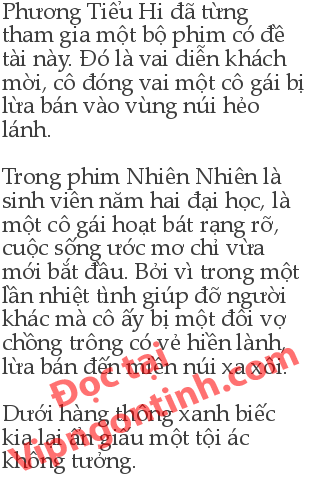 Phương Tiểu Hi đã từng
tham gia một bộ phim có đề
tài này. Đó là vai diễn khách
mời, cô đóng vai một cô gái bị
lừa bán vào vùng núi hẻo
lánh.
Trong phim Nhiên Nhiên là
sinh viên năm hai đại học, là
một cô gái hoạt bát rạng rỡ,
cuộc sống ước mơ chỉ vừa
mới bắt đầu. Bởi vì trong một
lần nhiệt tình giúp đỡ người
khác mà cô ấy bị một đôi vợ
chồng trông có vẻ hiền lành,
lừa bán đến miền núi xa xôi.
Đọc tại
Vipngontinh.com
Dưới hàng thông xanh biếc
kia lại ẩn giấu một tội ác
không tưởng.